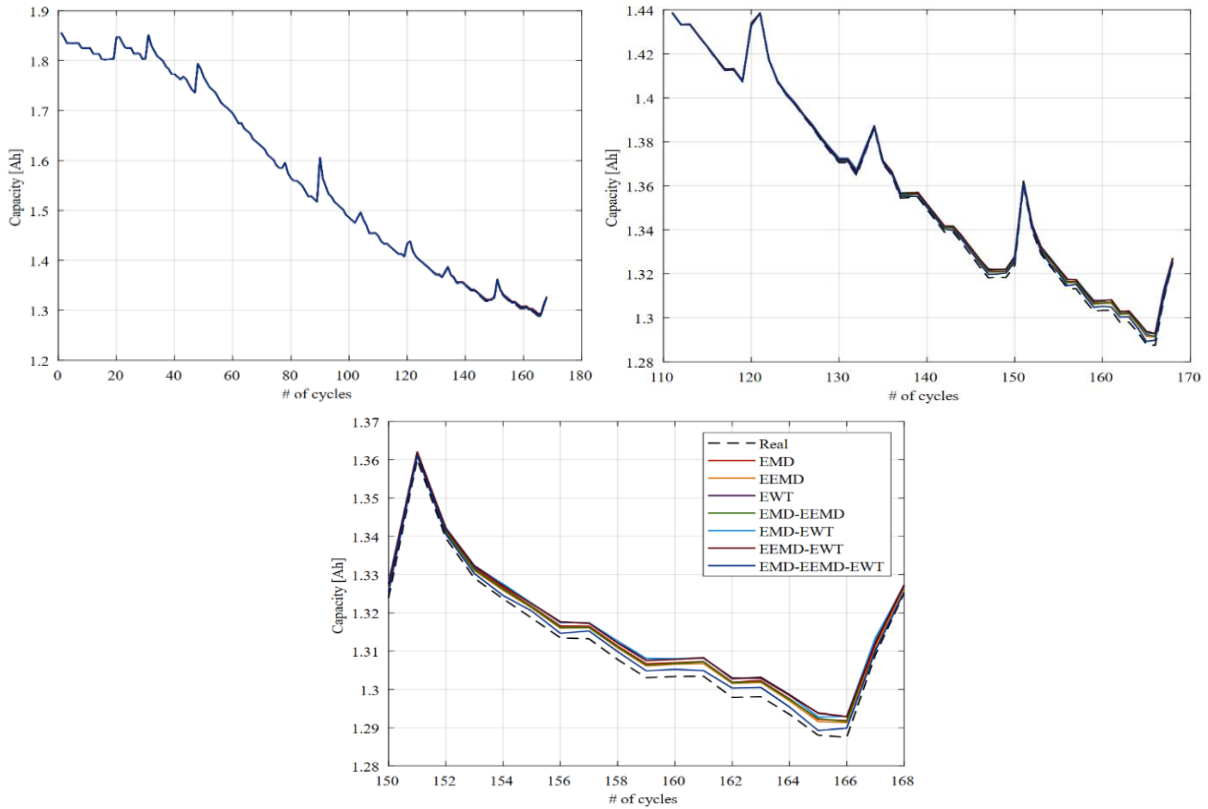 1.9
1.8
1.7
1.6
1.5
1.4
1.3
1.2
Capacity [Ah]
0 20 40 60 80 100 120 140 160 180
# of cycles
1.44
1.42
1.4
1.38
1.36
1.34
1.32
1.3
1.28
Capacity [Ah]
110 120 130 140 150 160 170
# of cycles
1.37
1.36
1.35
1.34
1.33
1.32
1.31
1.3
1.29
1.28
Capacity [Ah]
150 152 154 156 158 160 162 164 166 168
# of cycles
Real
EMD
EEMD
EWT
EMD-EEMD
EMD-EWT
EEMD-EWT
EMD-EEMD-EWT